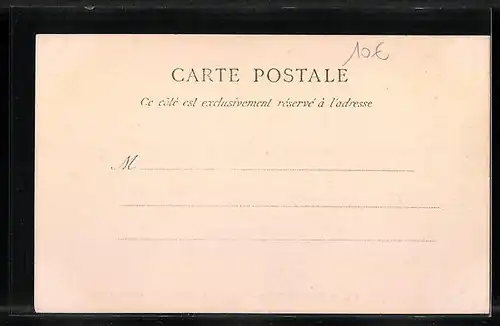 10€
CARTE POSTALE
Ce côté est exclusivement réservé à l'adresse
M